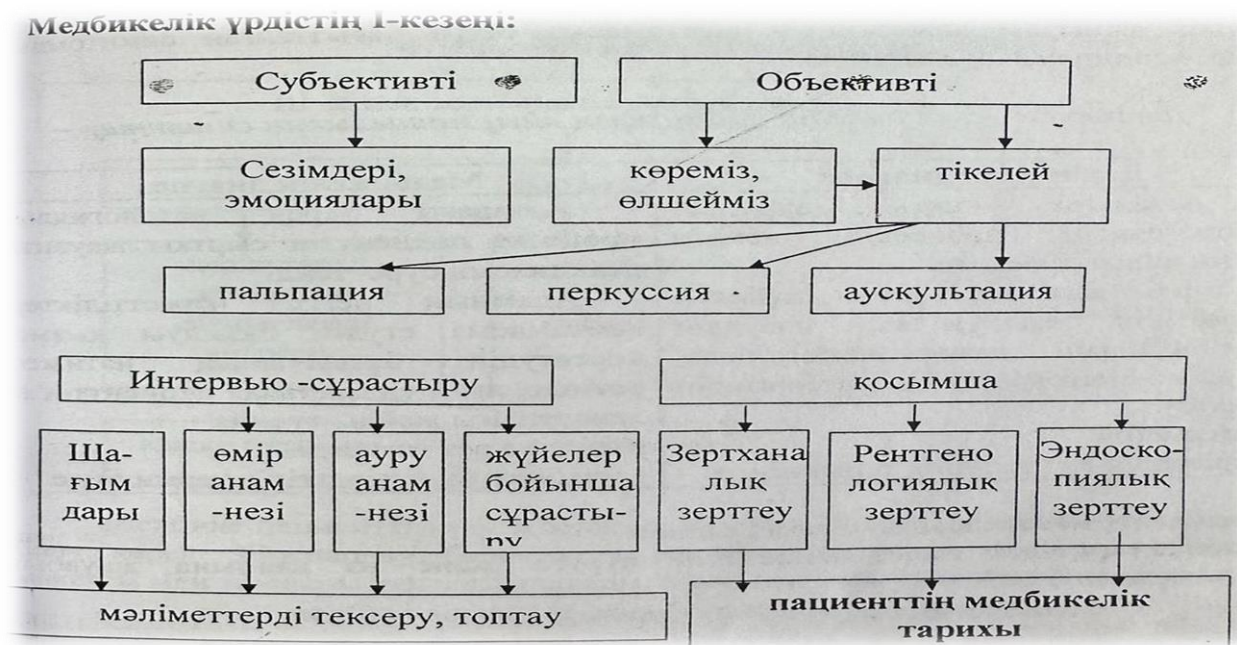 Медбикелік үрдістің І-кезеңі:
Субъективті
Объективті
Сезімдері,
эмоциялары
көреміз,
өлшейміз
тікелей
пальпация
перкуссия
аускультация
Интервью -сұрастыру
қосымша
Ша-
ғым
дары
өмір
анам
-незі
ауру
анам
-незі
жүйелер
бойынша
сұрасты-
ру
Зертхана
лық
зерттеу
Рентгено
логиялық
зерттеу
Эндоско-
пиялық
зерттеу
мәліметтерді тексеру, топтау
пациенттің медбикелік
тарихы